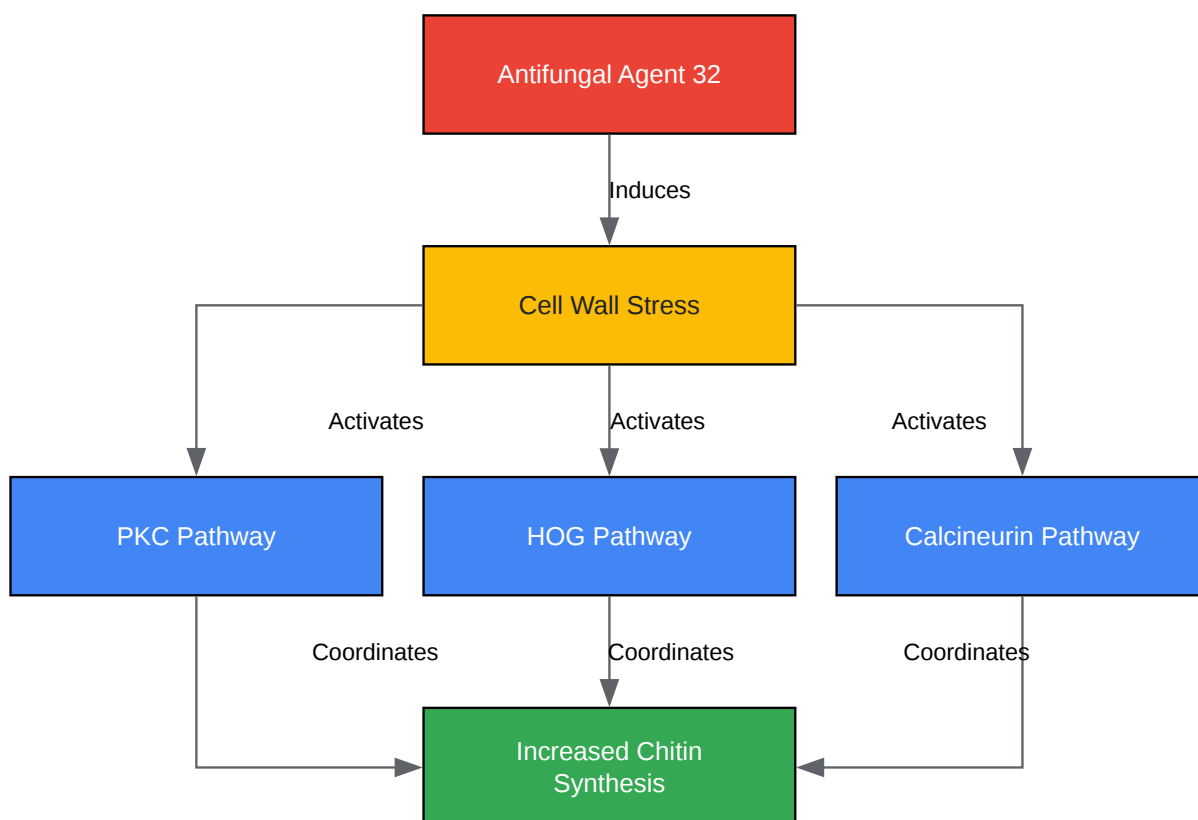 Antifungal Agent 32
Induces
Cell Wall Stress
Activates
Activates
Activates
PKC Pathway
HOG Pathway
Calcineurin Pathway
Coordinates
Coordinates
Coordinates
Increased Chitin
Synthesis